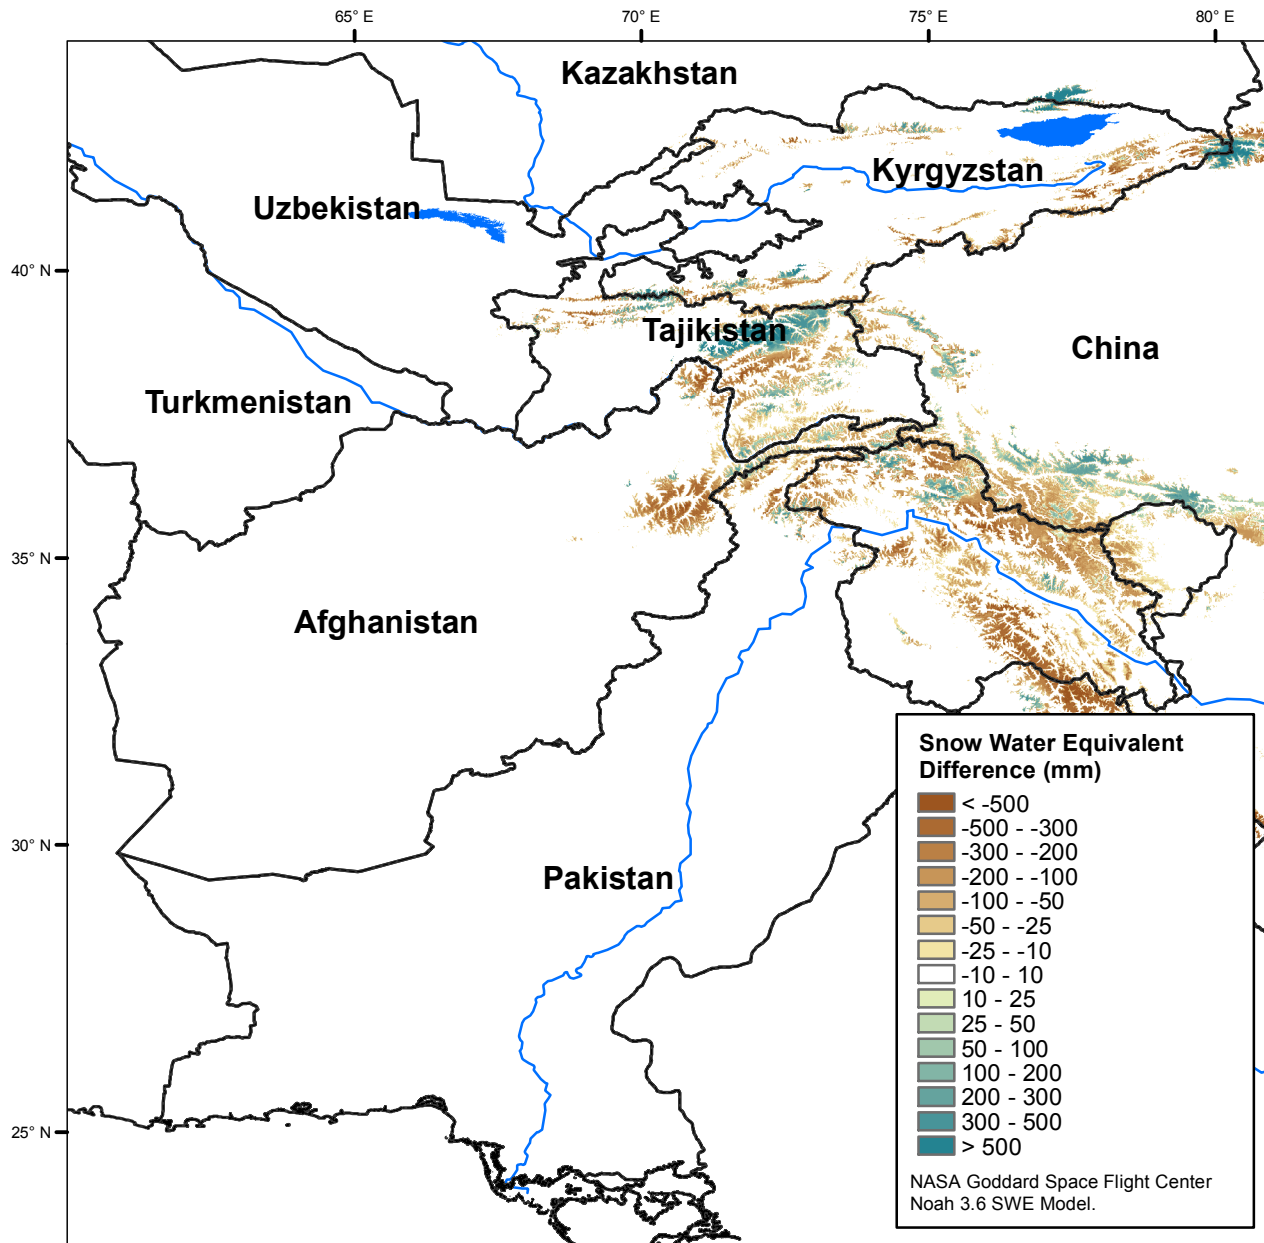 65° E
70° E
75° E
80° E
Kazakhstan
Kyrgyzstan
Uzbekistan
40° N
Tajikistan
China
Turkmenistan
35° N
Afghanistan
30° N
Pakistan
25° N
Snow Water Equivalent
Difference (mm)
< -500
-500 - -300
-300 - -200
-200 - -100
-100 - -50
-50 - -25
-25 - -10
-10 - 10
10 - 25
25 - 50
50 - 100
100 - 200
200 - 300
300 - 500
> 500
NASA Goddard Space Flight Center
Noah 3.6 SWE Model.